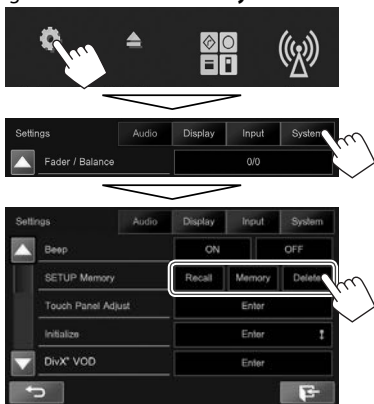 Settings Audio Display Input System
Fader / Balance 0/0
Settings Audio Display Input System
Beep ON OFF
SETUP Memory Recall Memory Delete
Touch Panel Adjust Enter
Initialize Enter
DivX® VOD Enter